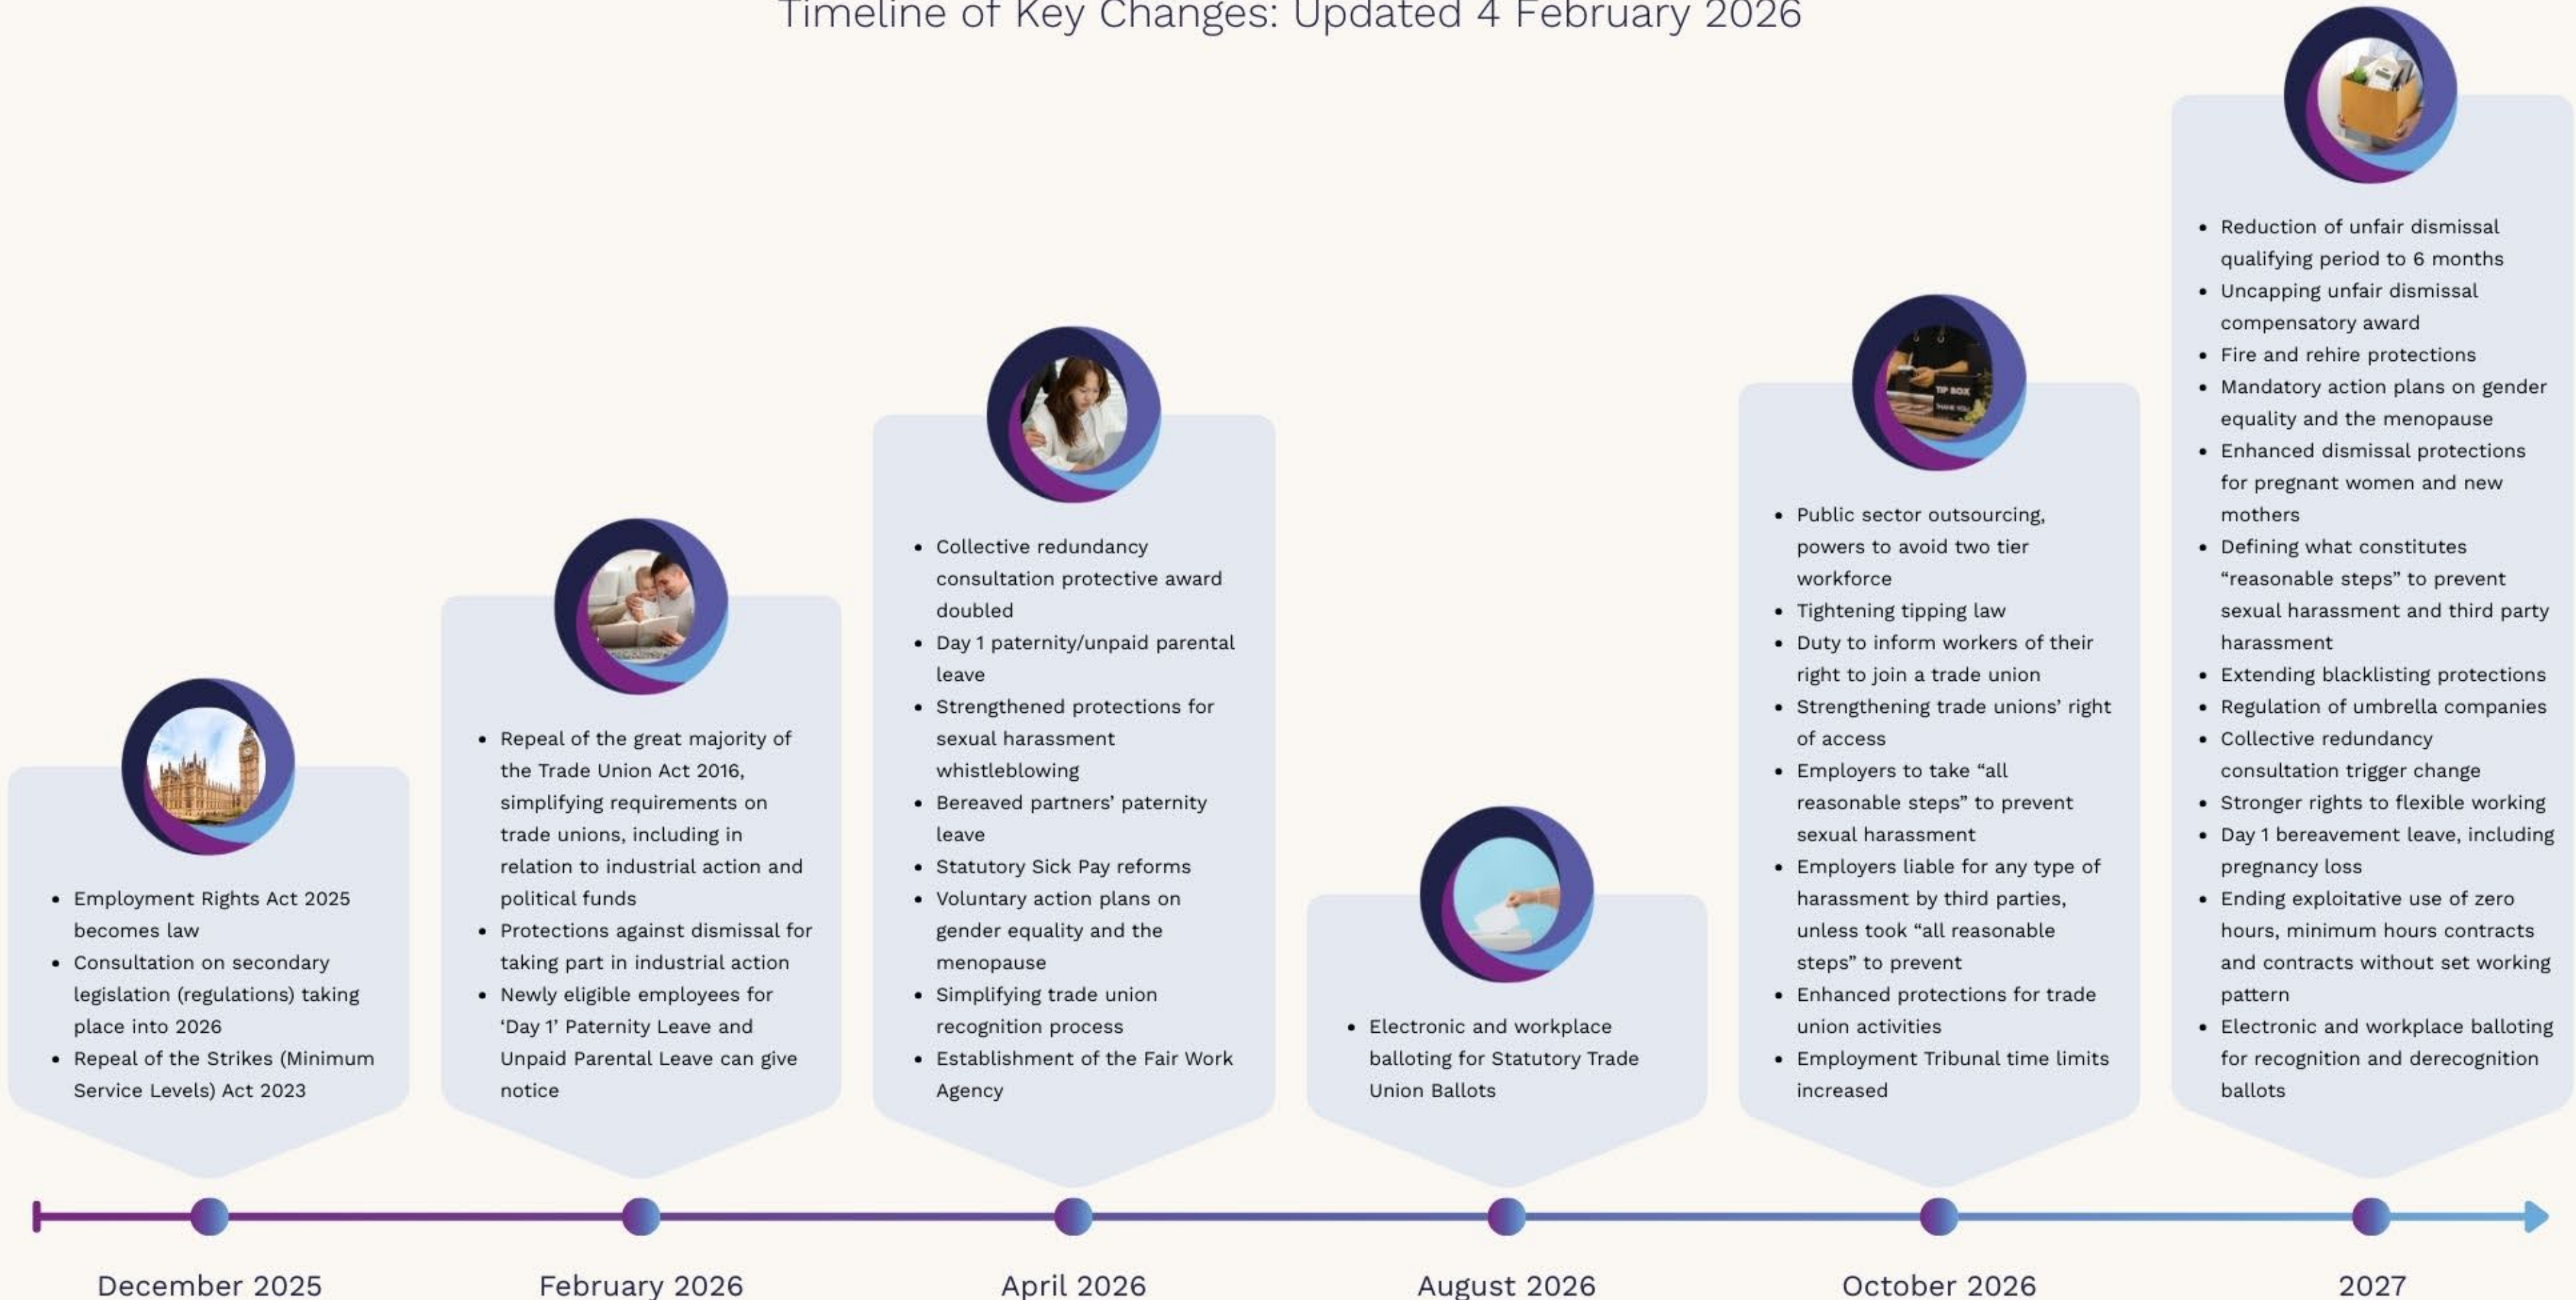 Timeline of Key Changes: Updated 4 February 2026
• Employment Rights Act 2025
becomes law
• Consultation on secondary
legislation (regulations) taking
place into 2026
• Repeal of the Strikes (Minimum
Service Levels) Act 2023
December 2025
• Repeal of the great majority of
the Trade Union Act 2016,
simplifying requirements on
trade unions, including in
relation to industrial action and
political funds
• Protections against dismissal for
taking part in industrial action
• Newly eligible employees for
‘Day 1’ Paternity Leave and
Unpaid Parental Leave can give
notice
February 2026
• Collective redundancy
consultation protective award
doubled
• Day 1 paternity/unpaid parental
leave
• Strengthened protections for
sexual harassment
whistleblowing
• Bereaved partners’ paternity
leave
• Statutory Sick Pay reforms
• Voluntary action plans on
gender equality and the
menopause
• Simplifying trade union
recognition process
• Establishment of the Fair Work
Agency
April 2026
• Electronic and workplace
balloting for Statutory Trade
Union Ballots
August 2026
TIP BOX
THANK YOU
• Public sector outsourcing,
powers to avoid two tier
workforce
• Tightening tipping law
• Duty to inform workers of their
right to join a trade union
• Strengthening trade unions’ right
of access
• Employers to take “all
reasonable steps” to prevent
sexual harassment
• Employers liable for any type of
harassment by third parties,
unless took “all reasonable
steps” to prevent
• Enhanced protections for trade
union activities
• Employment Tribunal time limits
increased
October 2026
• Reduction of unfair dismissal
qualifying period to 6 months
• Uncapping unfair dismissal
compensatory award
• Fire and rehire protections
• Mandatory action plans on gender
equality and the menopause
• Enhanced dismissal protections
for pregnant women and new
mothers
• Defining what constitutes
“reasonable steps” to prevent
sexual harassment and third party
harassment
• Extending blacklisting protections
• Regulation of umbrella companies
• Collective redundancy
consultation trigger change
• Stronger rights to flexible working
• Day 1 bereavement leave, including
pregnancy loss
• Ending exploitative use of zero
hours, minimum hours contracts
and contracts without set working
pattern
• Electronic and workplace balloting
for recognition and derecognition
ballots
2027